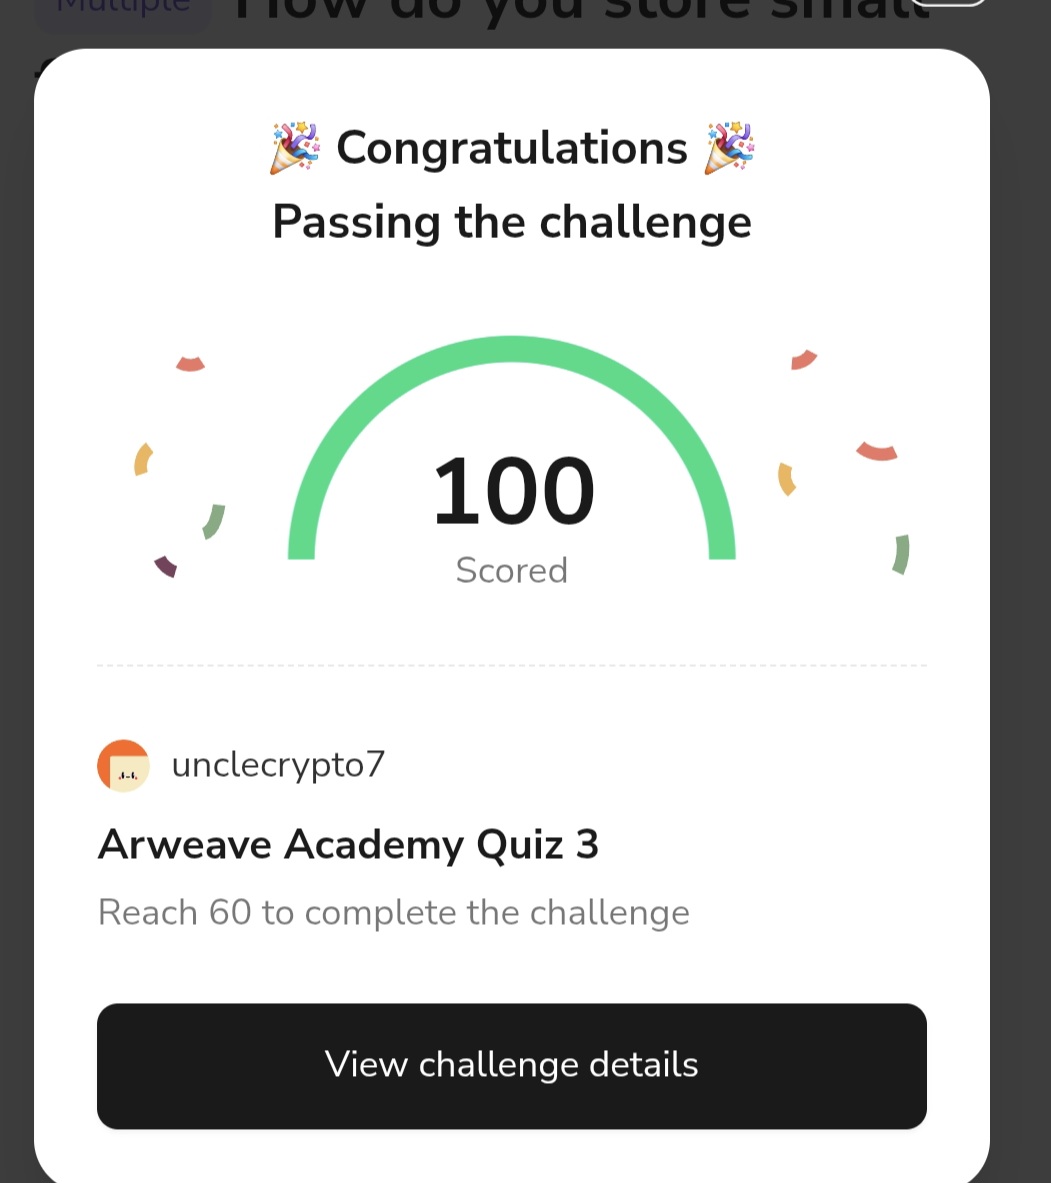 Multiple How do you store small
🎉 Congratulations 🎉
Passing the challenge
100
Scored
unclecrypto7
Arweave Academy Quiz 3
Reach 60 to complete the challenge
View challenge details